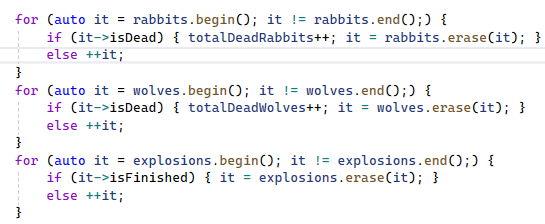 for (auto it = rabbits.begin(); it != rabbits.end();) {
    if (it->isDead) { totalDeadRabbits++; it = rabbits.erase(it); }
    else ++it;
}
for (auto it = wolves.begin(); it != wolves.end();) {
    if (it->isDead) { totalDeadWolves++; it = wolves.erase(it); }
    else ++it;
}
for (auto it = explosions.begin(); it != explosions.end();) {
    if (it->isFinished) { it = explosions.erase(it); }
    else ++it;
}